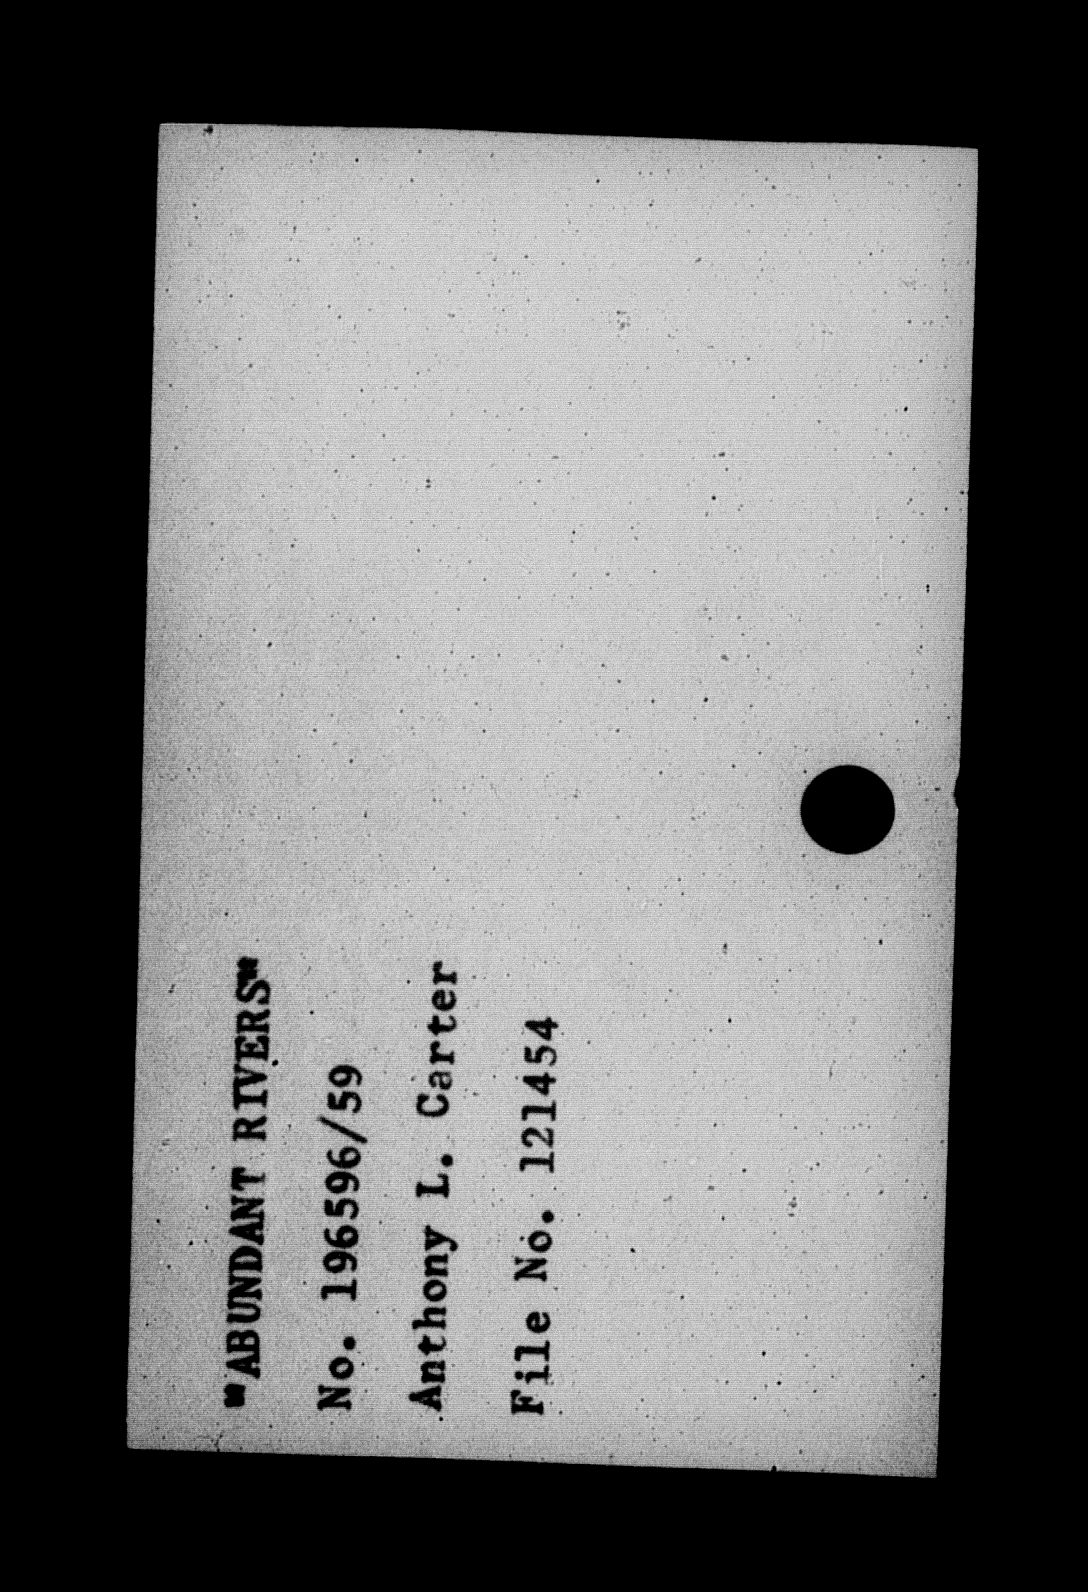 "ABUNDANT RIVERS"
No. 196596/59
Anthony L. Carter
File No. 121454